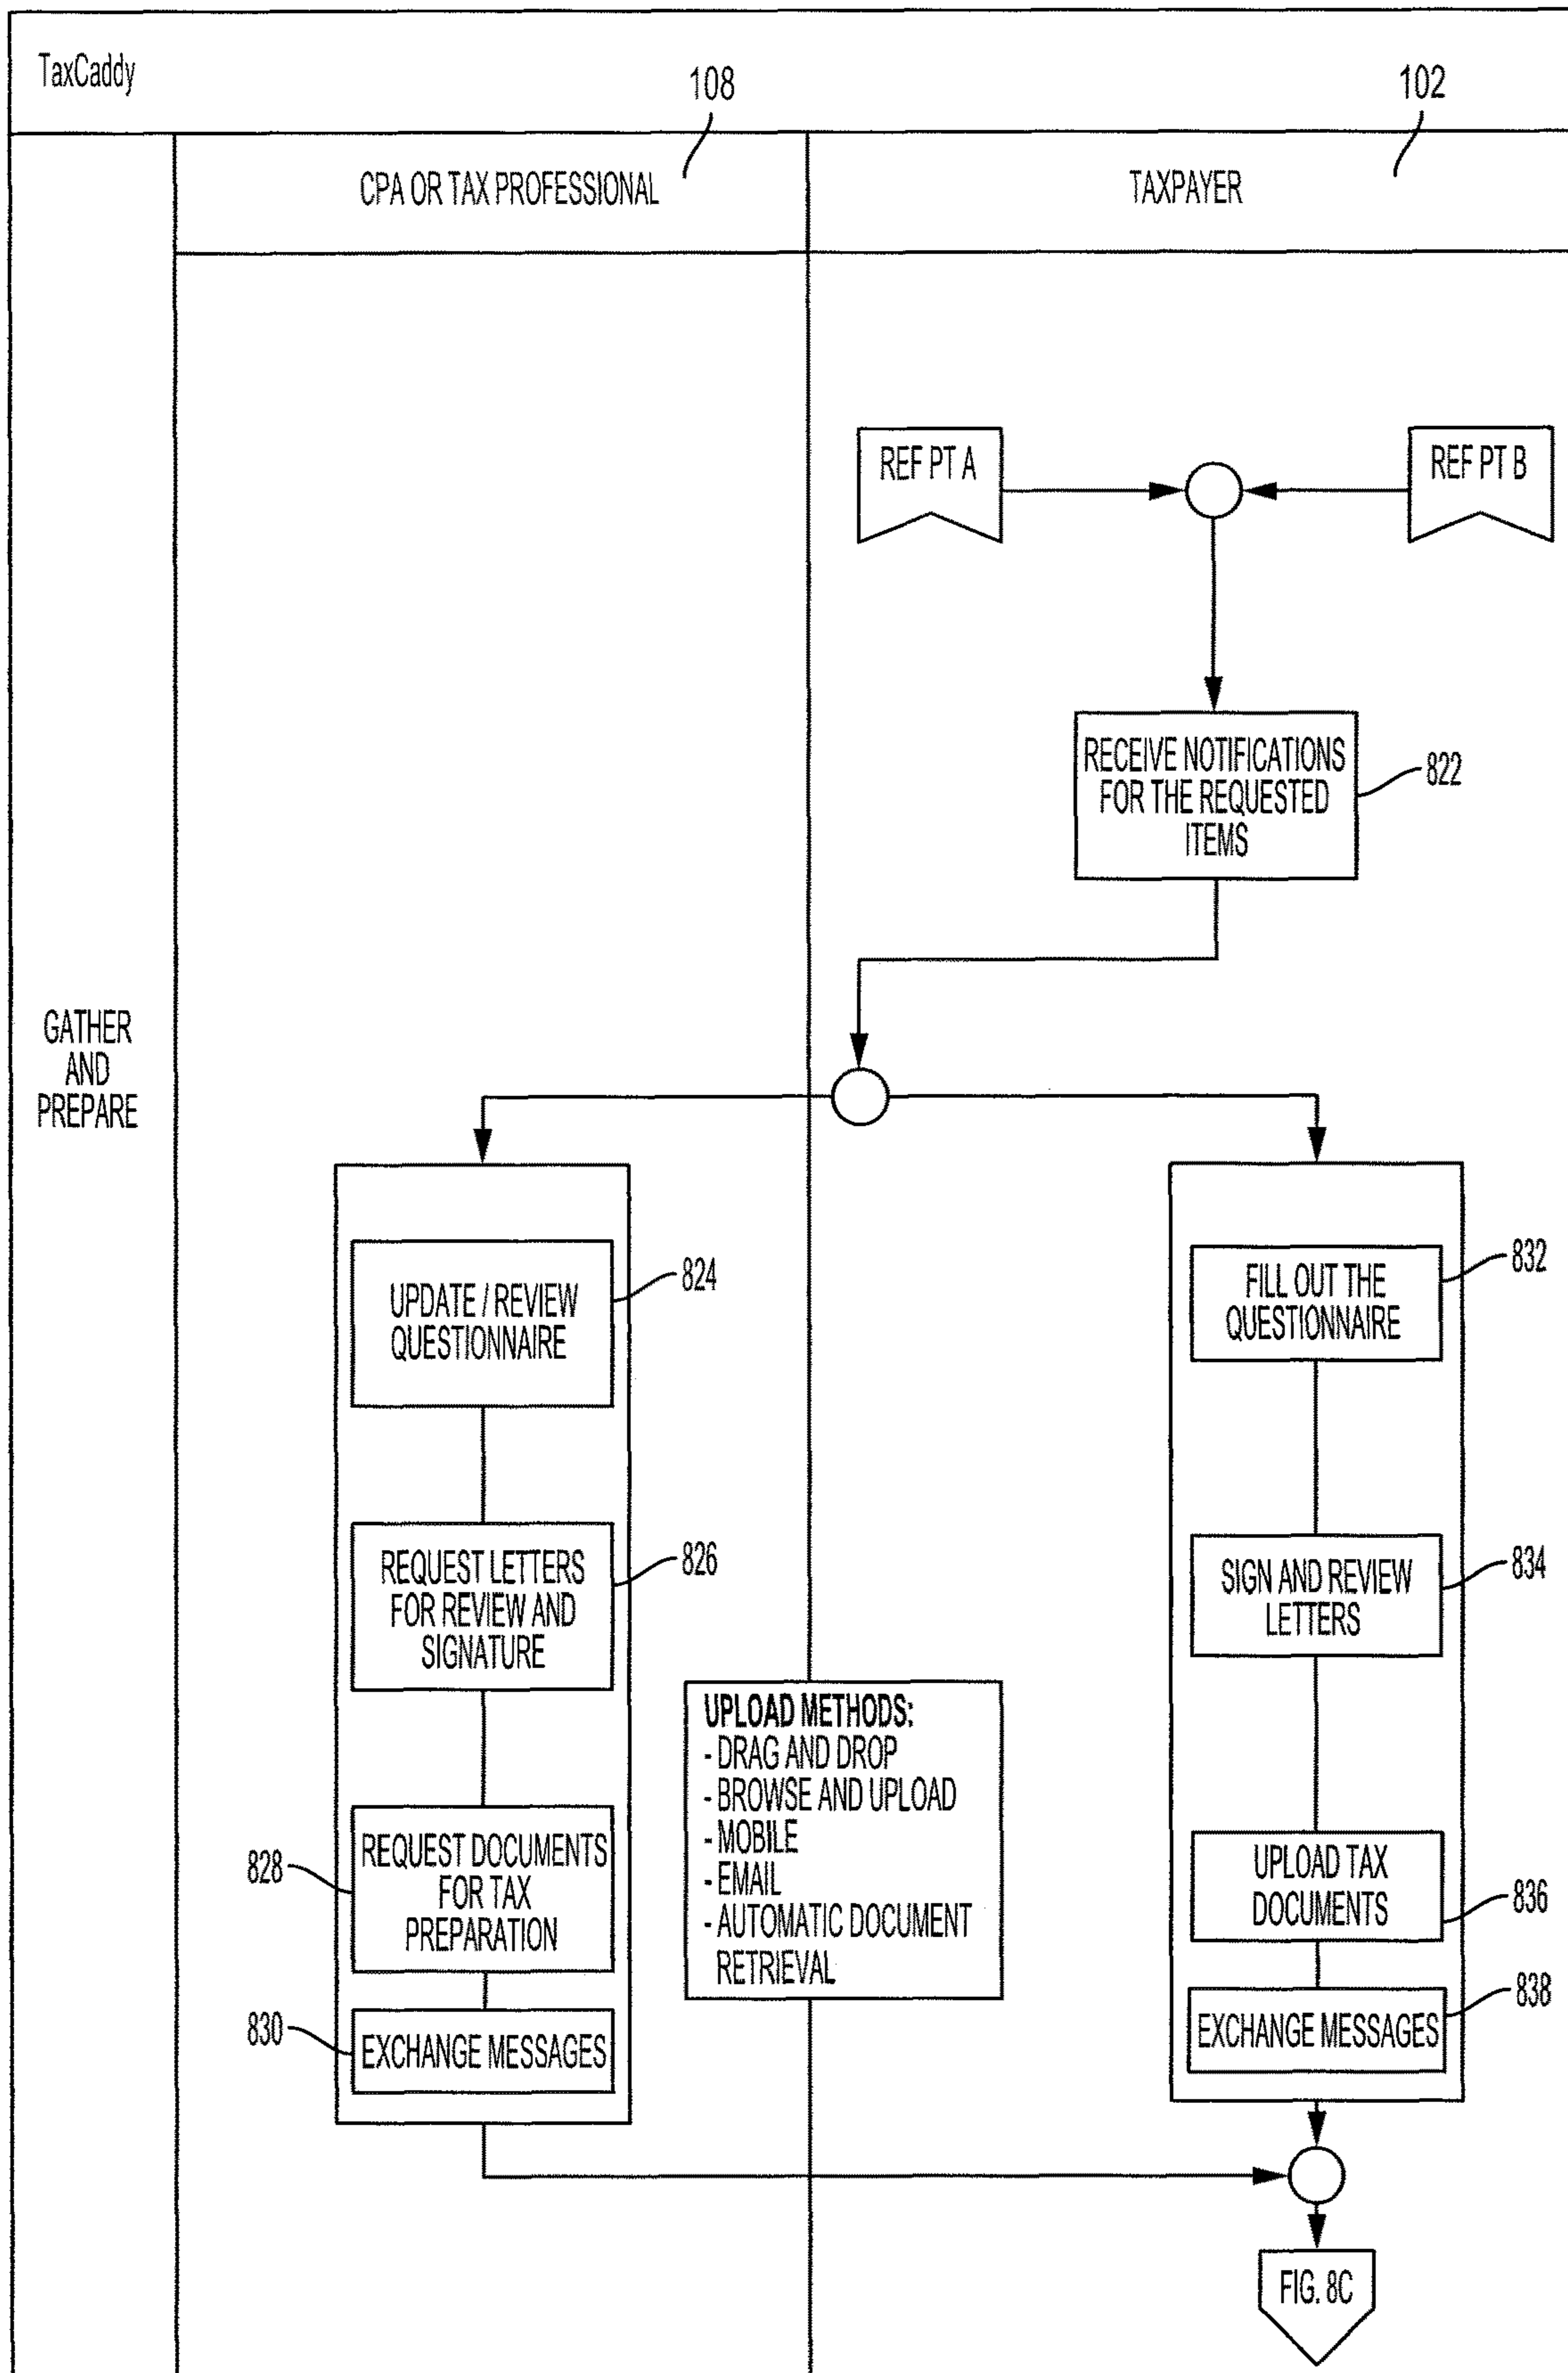 TaxCaddy
108
102
CPA OR TAX PROFESSIONAL
TAXPAYER
REF PT A
REF PT B
RECEIVE NOTIFICATIONS
FOR THE REQUESTED
ITEMS
822
GATHER
AND
PREPARE
UPDATE / REVIEW
QUESTIONNAIRE
824
REQUEST LETTERS
FOR REVIEW AND
SIGNATURE
826
828
REQUEST DOCUMENTS
FOR TAX
PREPARATION
830
EXCHANGE MESSAGES
UPLOAD METHODS:
- DRAG AND DROP
- BROWSE AND UPLOAD
- MOBILE
- EMAIL
- AUTOMATIC DOCUMENT
RETRIEVAL
FILL OUT THE
QUESTIONNAIRE
832
SIGN AND REVIEW
LETTERS
834
UPLOAD TAX
DOCUMENTS
836
EXCHANGE MESSAGES
838
FIG. 8C